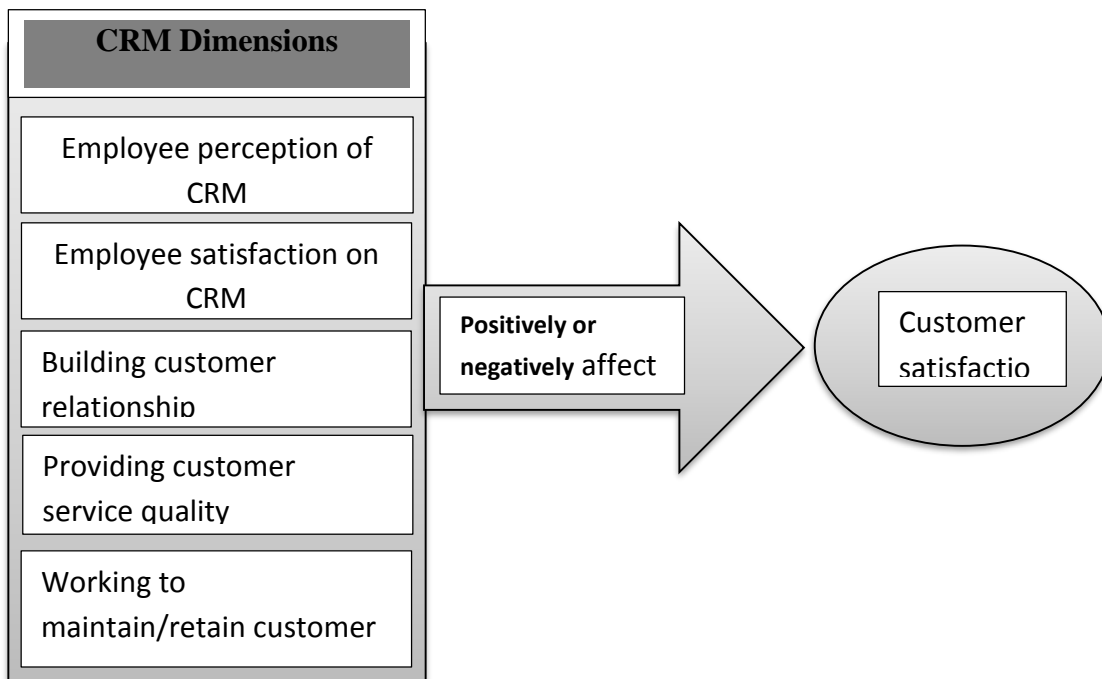 CRM Dimensions
Employee perception of
CRM
Employee satisfaction on
CRM
Building customer
relationship
Providing customer
service quality
Working to
maintain/retain customer
Positively or
negatively affect
Customer
satisfactio